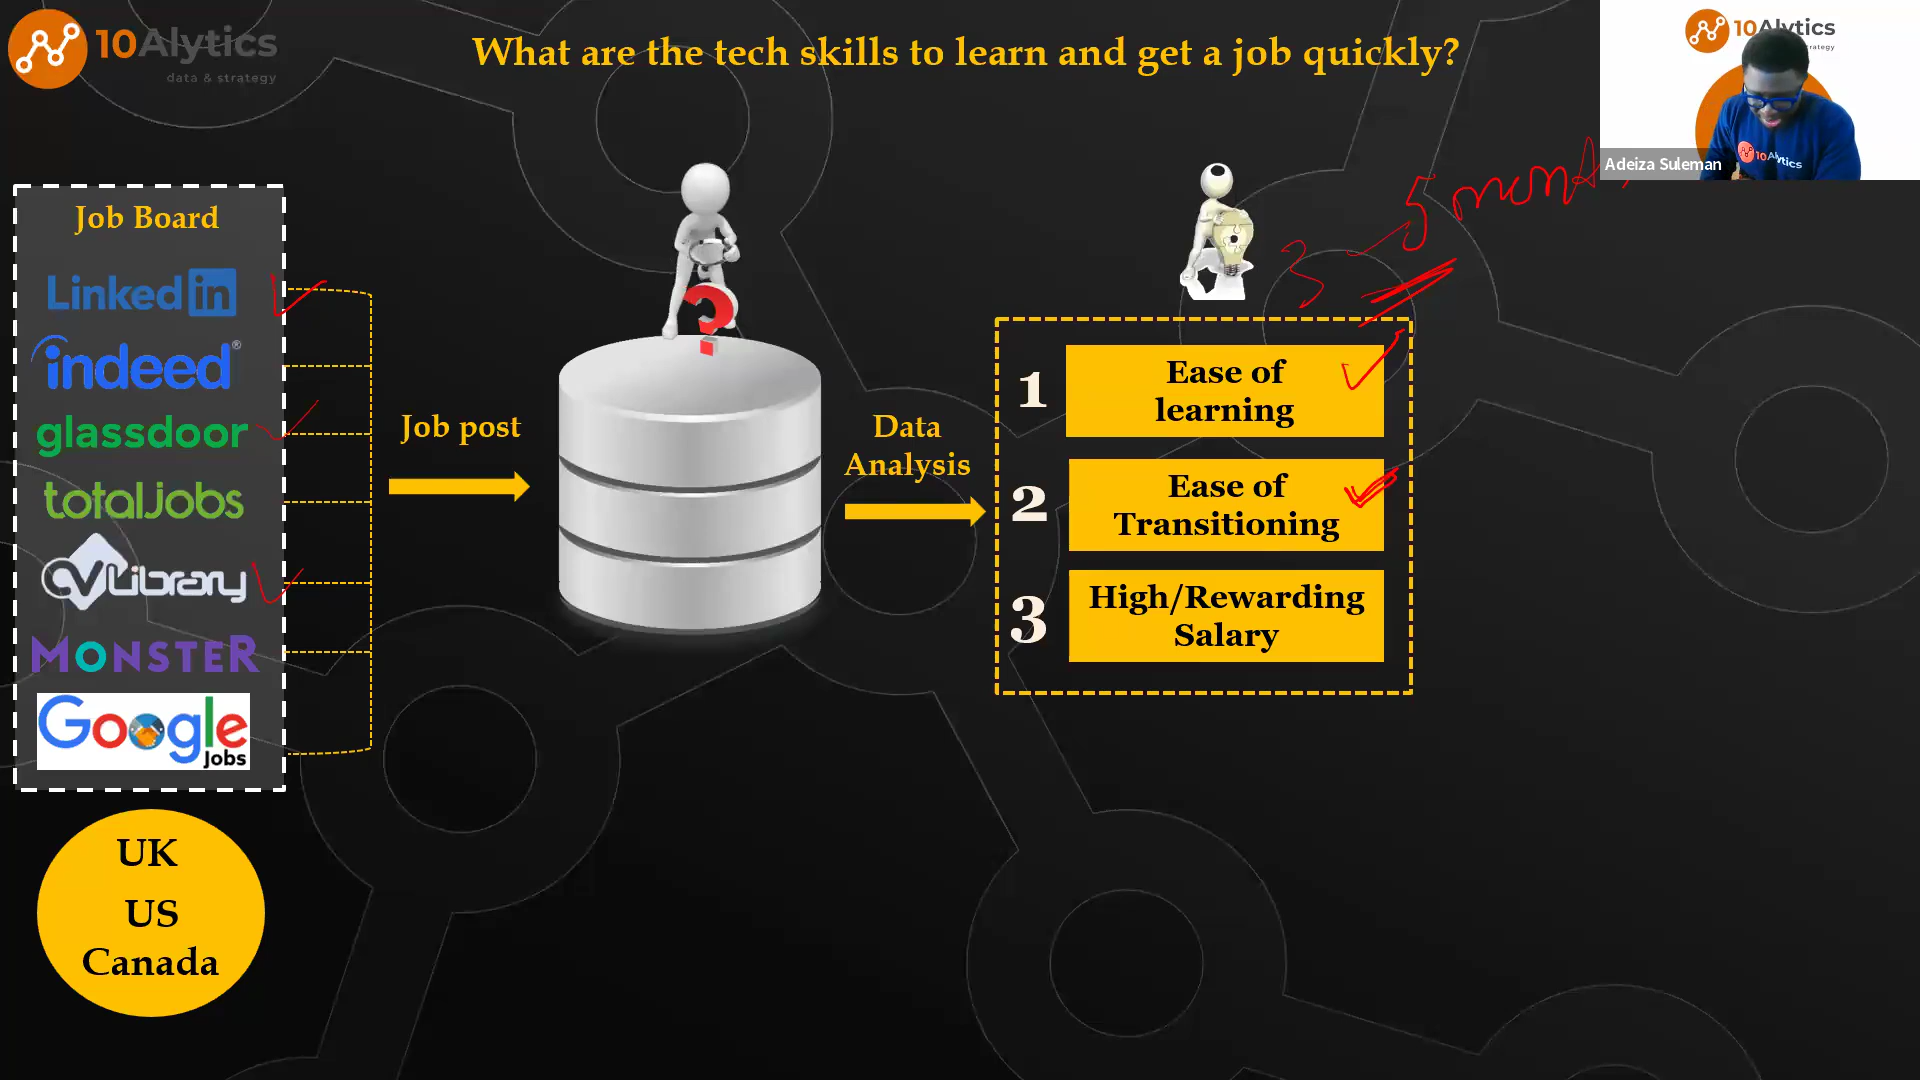 10Alytics
data & strategy
What are the tech skills to learn and get a job quickly?
10Alytics
Adeiza Suleman
10Alytics
3 - 5 months
Job Board
LinkedIn
indeed®
glassdoor
totaljobs
CVLibrary
MONSTER
Google
Jobs
UK
US
Canada
Job post
?
Data
Analysis
1
Ease of
learning
2
Ease of
Transitioning
3
High/Rewarding
Salary